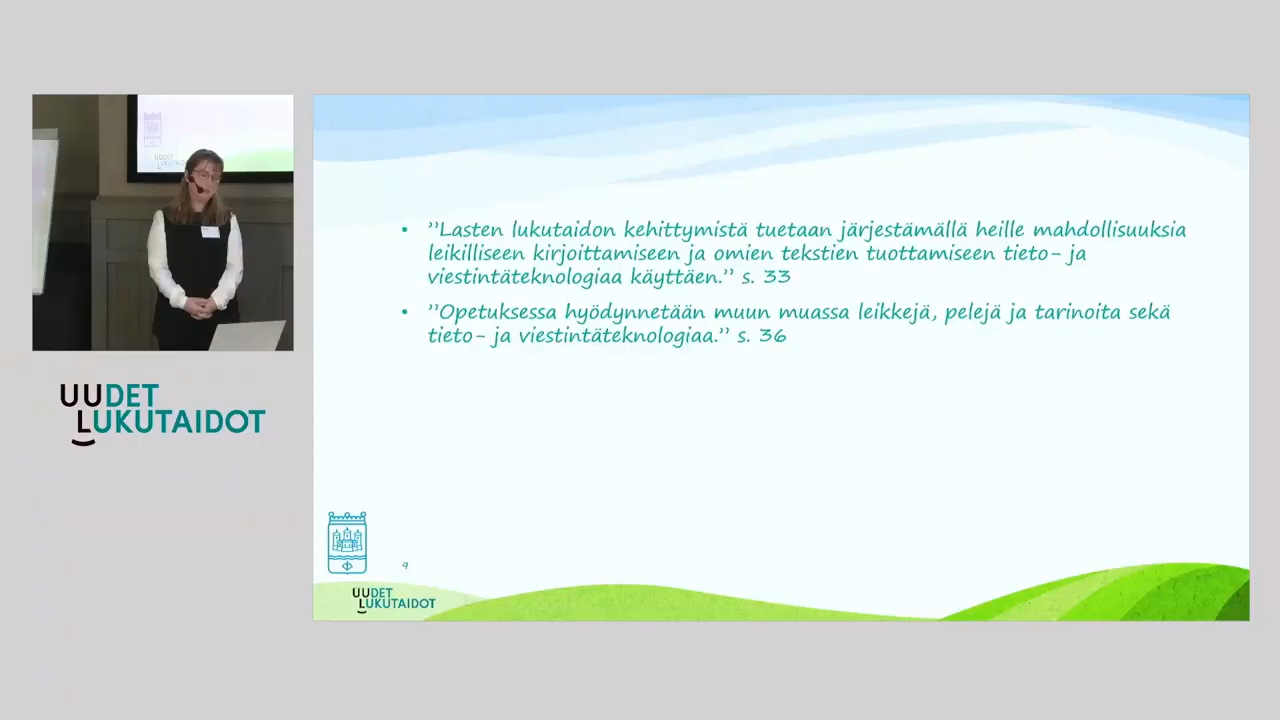 UUDET
LUKUTAIDOT
”Lasten lukutaidon kehittymistä tuetaan järjestämällä heille mahdollisuuksia
leikilliseen kirjoittamiseen ja omien tekstien tuottamiseen tieto- ja
viestintäteknologiaa käyttäen.” s. 33
”Opetuksessa hyödynnetään muun muassa leikkejä, pelejä ja tarinoita sekä
tieto- ja viestintäteknologiaa.” s. 36
9
UUDET
LUKUTAIDOT